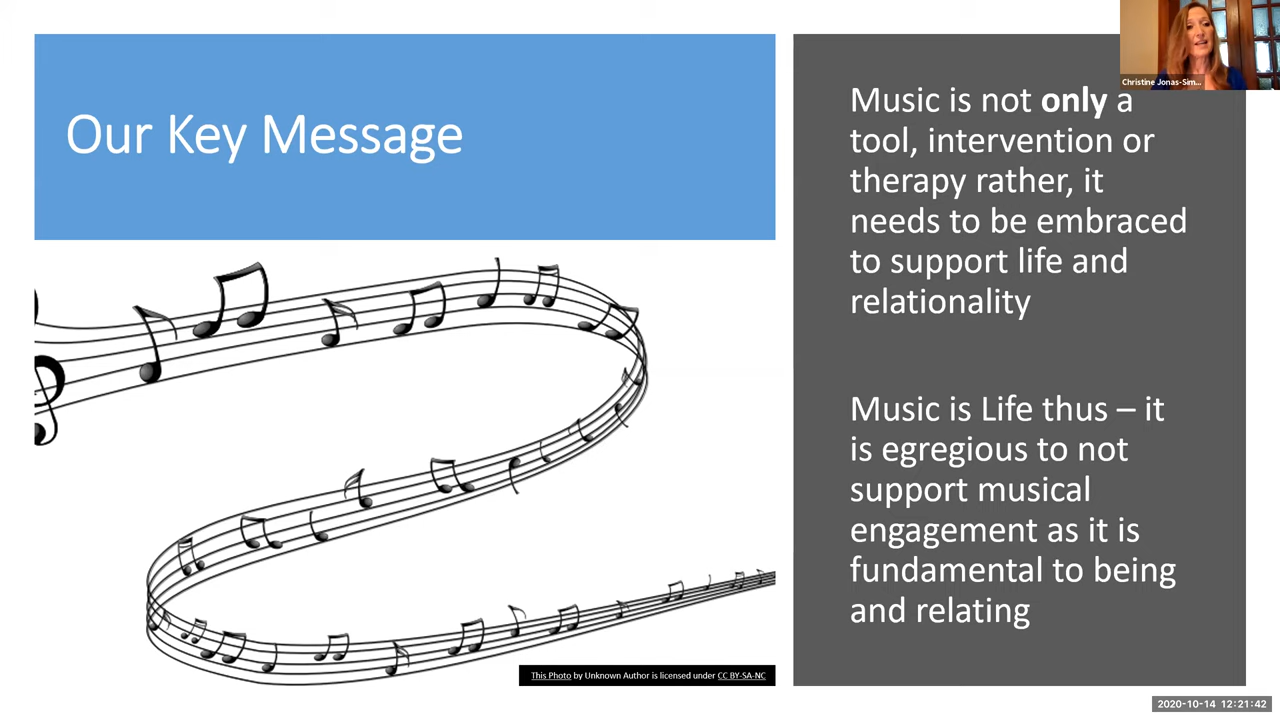 Our Key Message
Music is not only a
tool, intervention or
therapy rather, it
needs to be embraced
to support life and
relationality
Music is Life thus – it
is egregious to not
support musical
engagement as it is
fundamental to being
and relating
Christine Jonas-Sim...
This Photo by Unknown Author is licensed under CC BY-SA-NC
2020-10-14 12:21:42